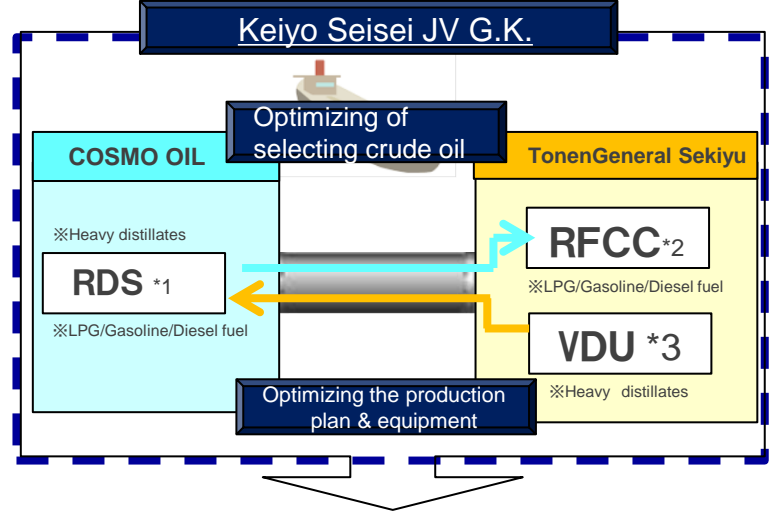 Keiyo Seisei JV G.K.
Optimizing of
selecting crude oil
COSMO OIL
※Heavy distillates
RDS *1
※LPG/Gasoline/Diesel fuel
TonenGeneral Sekiyu
RFCC*2
※LPG/Gasoline/Diesel fuel
VDU *3
※Heavy distillates
Optimizing the production
plan & equipment